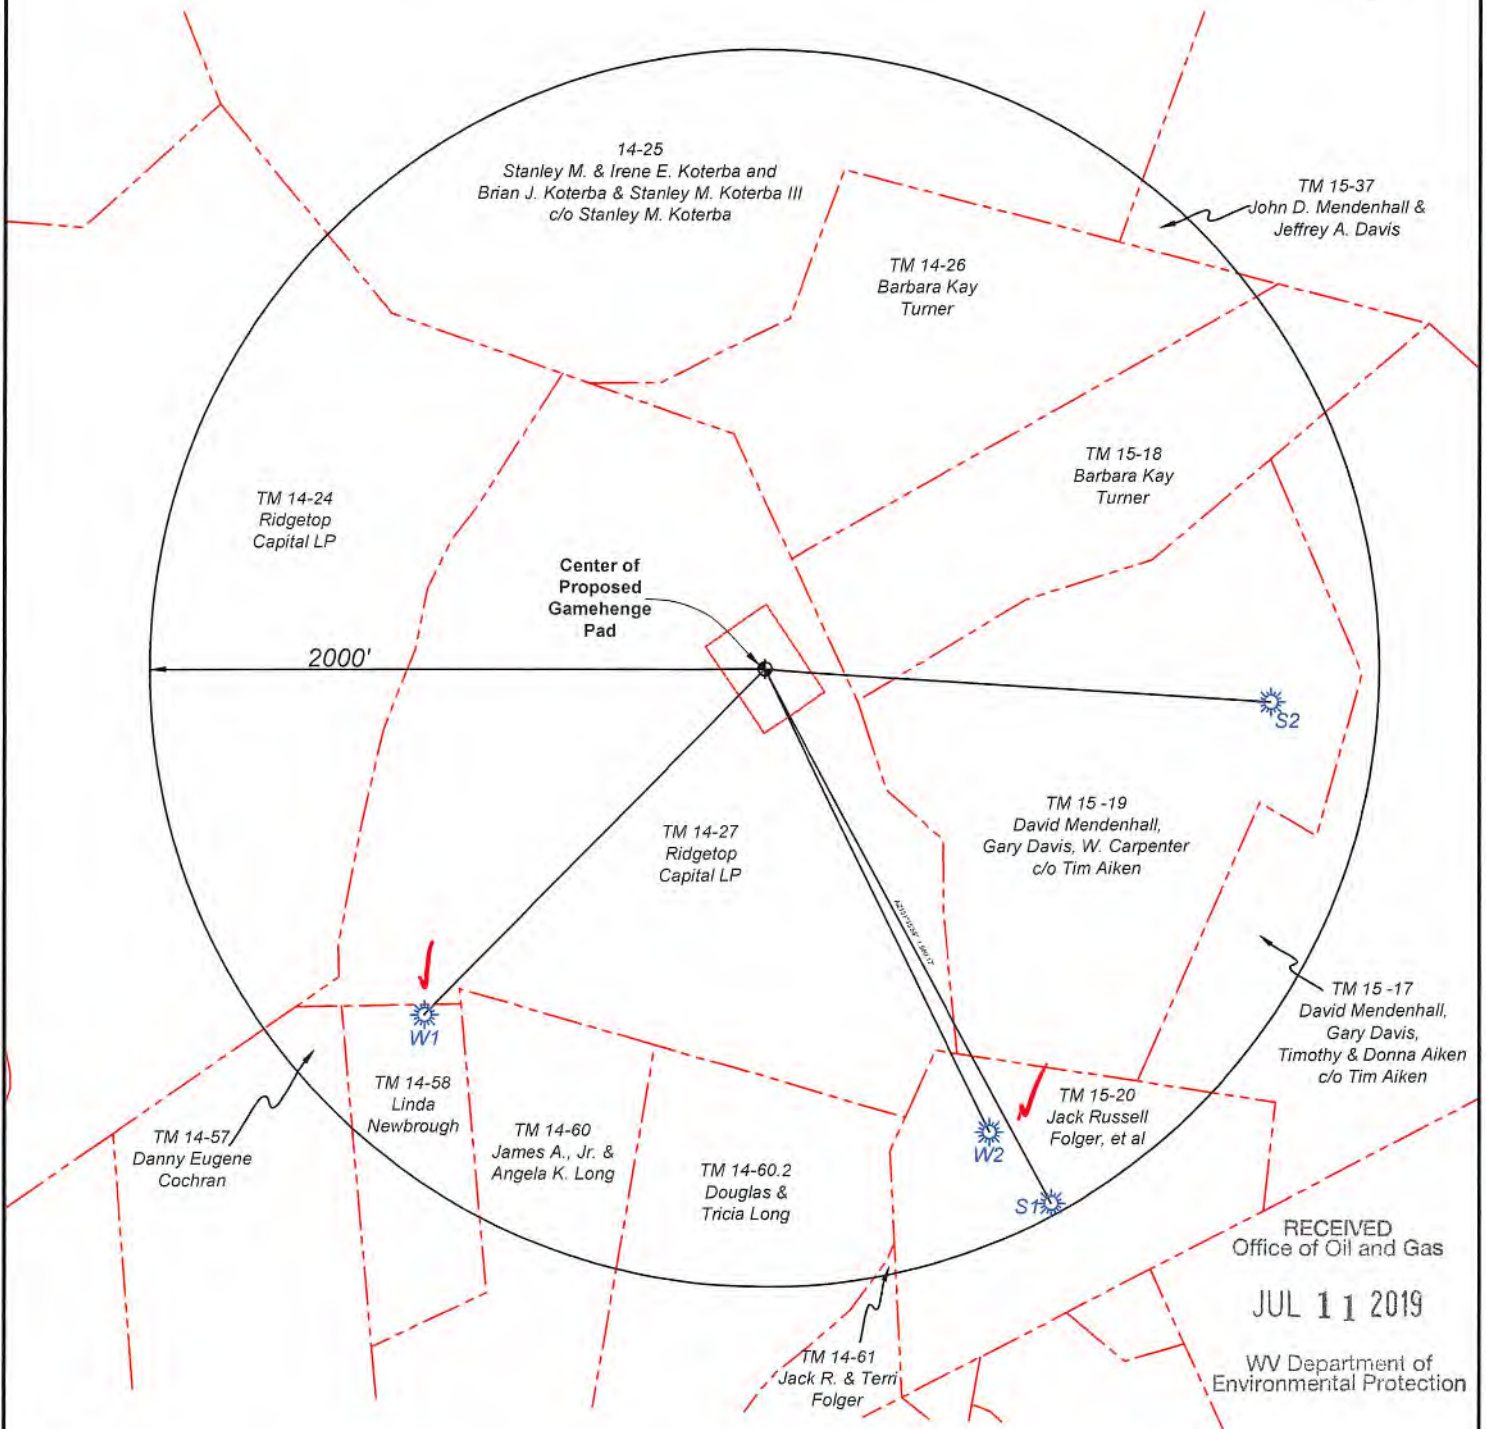 14-25
Stanley M. & Irene E. Koterba and
Brian J. Koterba & Stanley M. Koterba III
c/o Stanley M. Koterba
TM 15-37
John D. Mendenhall &
Jeffrey A. Davis
TM 14-26
Barbara Kay
Turner
TM 15-18
Barbara Kay
Turner
TM 14-24
Ridgetop
Capital LP
Center of
Proposed
Gamehenge
Pad
2000'
S2
TM 15 -19
David Mendenhall,
Gary Davis, W. Carpenter
c/o Tim Aiken
TM 14-27
Ridgetop
Capital LP
TM 15 -17
David Mendenhall,
Gary Davis,
Timothy & Donna Aiken
c/o Tim Aiken
W1
TM 14-58
Linda
Newbrough
TM 15-20
Jack Russell
Folger, et al
TM 14-57
Danny Eugene
Cochran
TM 14-60
James A., Jr. &
Angela K. Long
W2
TM 14-60.2
Douglas &
Tricia Long
S1
RECEIVED
Office of Oil and Gas
JUL 11 2019
WV Department of
Environmental Protection
TM 14-61
Jack R. & Terri
Folger